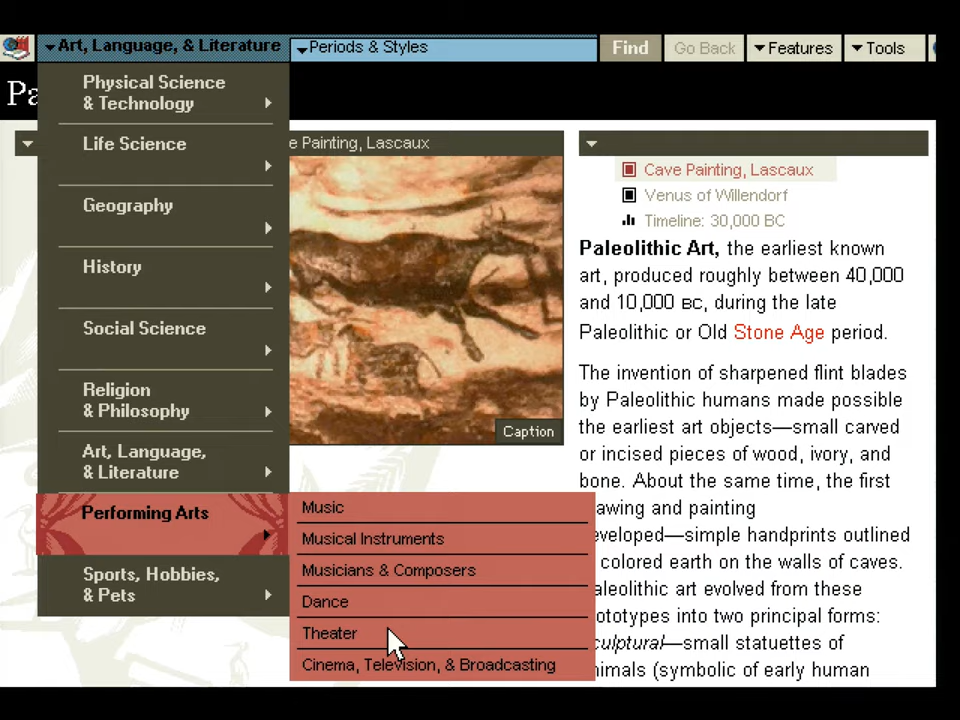 Art, Language, & Literature
Periods & Styles
Find
Go Back
Features
Tools
Pa
Physical Science
& Technology
Life Science
Geography
History
Social Science
Religion
& Philosophy
Art, Language,
& Literature
Performing Arts
Sports, Hobbies,
& Pets
Music
Musical Instruments
Musicians & Composers
Dance
Theater
Cinema, Television, & Broadcasting
e Painting, Lascaux
Caption
Cave Painting, Lascaux
Venus of Willendorf
Timeline: 30,000 BC
Paleolithic Art, the earliest known
art, produced roughly between 40,000
and 10,000 BC, during the late
Paleolithic or Old Stone Age period.
The invention of sharpened flint blades
by Paleolithic humans made possible
the earliest art objects—small carved
or incised pieces of wood, ivory, and
bone. About the same time, the first
awing and painting
eveloped—simple handprints outlined
colored earth on the walls of caves.
aleolithic art evolved from these
ototypes into two principal forms:
culptural—small statuettes of
nimals (symbolic of early human